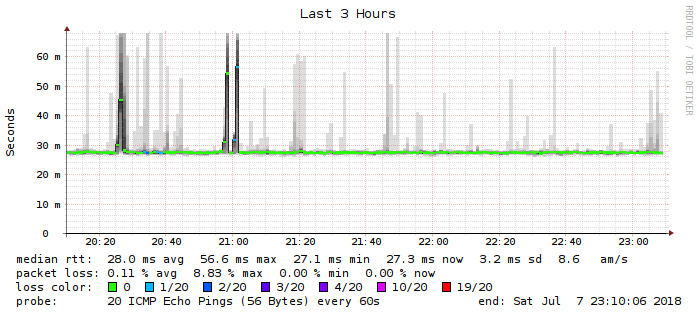 Last 3 Hours
RRDTOOL / TOBI OETIKER
Seconds
60 m
50 m
40 m
30 m
20 m
10 m
0
20:20 20:40 21:00 21:20 21:40 22:00 22:20 22:40 23:00
median rtt: 28.0 ms avg 56.6 ms max 27.1 ms min 27.3 ms now 3.2 ms sd 8.6 am/s
packet loss: 0.11 % avg 8.83 % max 0.00 % min 0.00 % now
loss color: 0 1/20 2/20 3/20 4/20 10/20 19/20
probe: 20 ICMP Echo Pings (56 Bytes) every 60s end: Sat Jul 7 23:10:06 2018